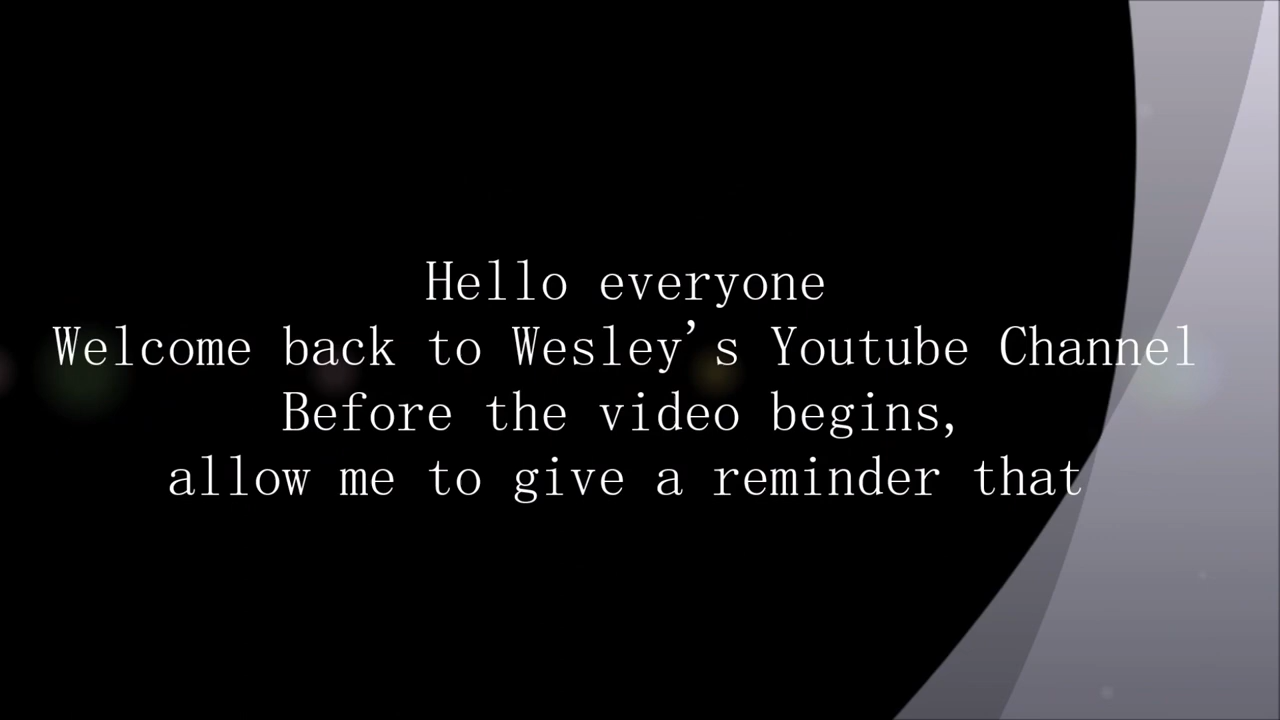 Hello everyone
Welcome back to Wesley's Youtube Channel
Before the video begins,
allow me to give a reminder that